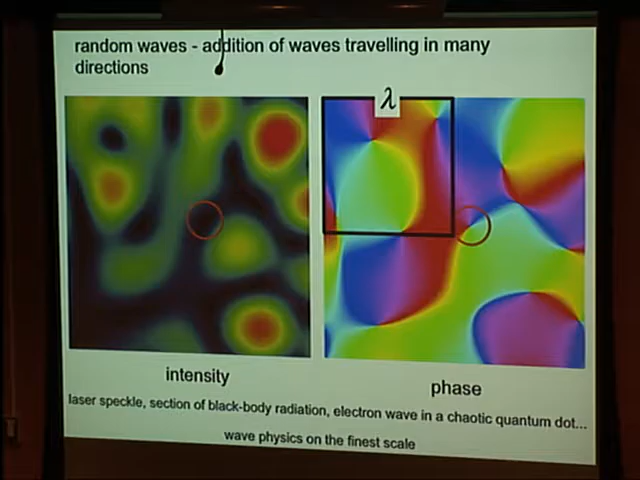 random waves - addition of waves travelling in many
directions
λ
intensity
phase
laser speckle, section of black-body radiation, electron wave in a chaotic quantum dot...
wave physics on the finest scale